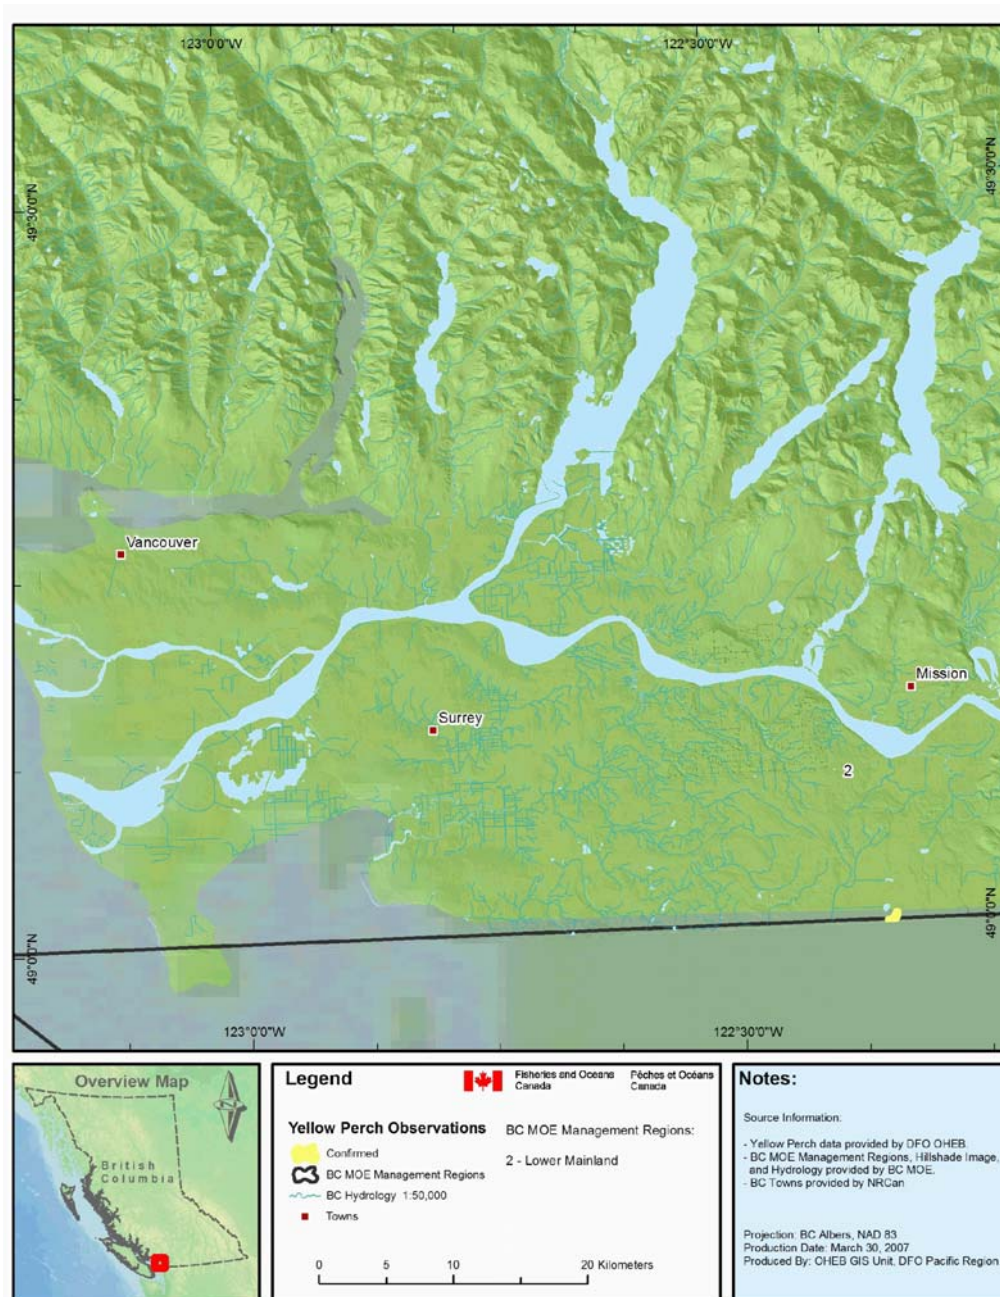 123°0'0"W
122°30'0"W
49°30'0"N
49°30'0"N
Vancouver
Mission
Surrey
2
49°0'0"N
49°0'0"N
123°0'0"W
122°30'0"W
Overview Map
British
Columbia
Legend
Fisheries and Oceans
Canada
Pêches et Océans
Canada
Yellow Perch Observations
Confirmed
BC MOE Management Regions
BC Hydrology 1:50,000
Towns
BC MOE Management Regions:
2 - Lower Mainland
0 5 10 20 Kilometers
Notes:
Source Information:
- Yellow Perch data provided by DFO OHEB.
- BC MOE Management Regions, Hillshade Image,
and Hydrology provided by BC MOE.
- BC Towns provided by NRCan
Projection: BC Albers, NAD 83
Production Date: March 30, 2007
Produced By: OHEB GIS Unit, DFO Pacific Region